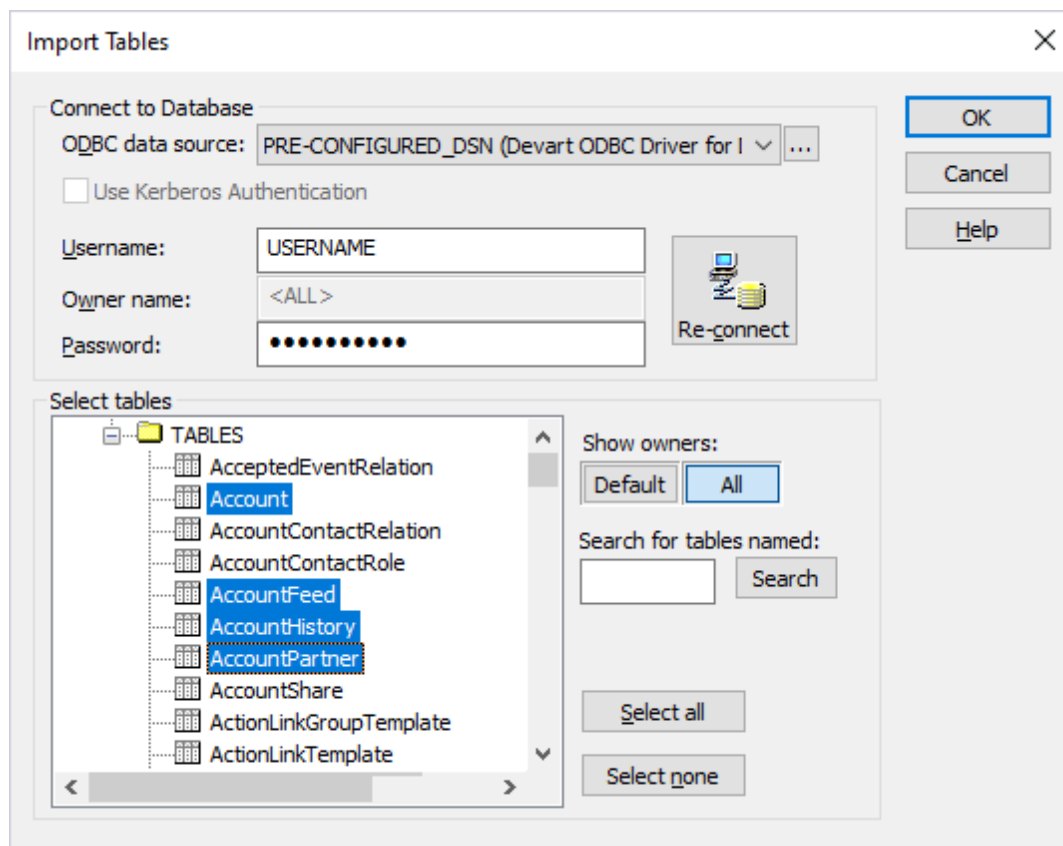 Import Tables
Connect to Database
ODBC data source:
PRE-CONFIGURED_DSN (Devart ODBC Driver for
...
OK
Use Kerberos Authentication
Cancel
Username:
USERNAME
Help
Owner name:
<ALL>
Password:
••••••••••
Re-connect
Select tables
TABLES
AcceptedEventRelation
Account
AccountContactRelation
AccountContactRole
AccountFeed
AccountHistory
AccountPartner
AccountShare
ActionLinkGroupTemplate
ActionLinkTemplate
Show owners:
Default
All
Search for tables named:
Search
Select all
Select none